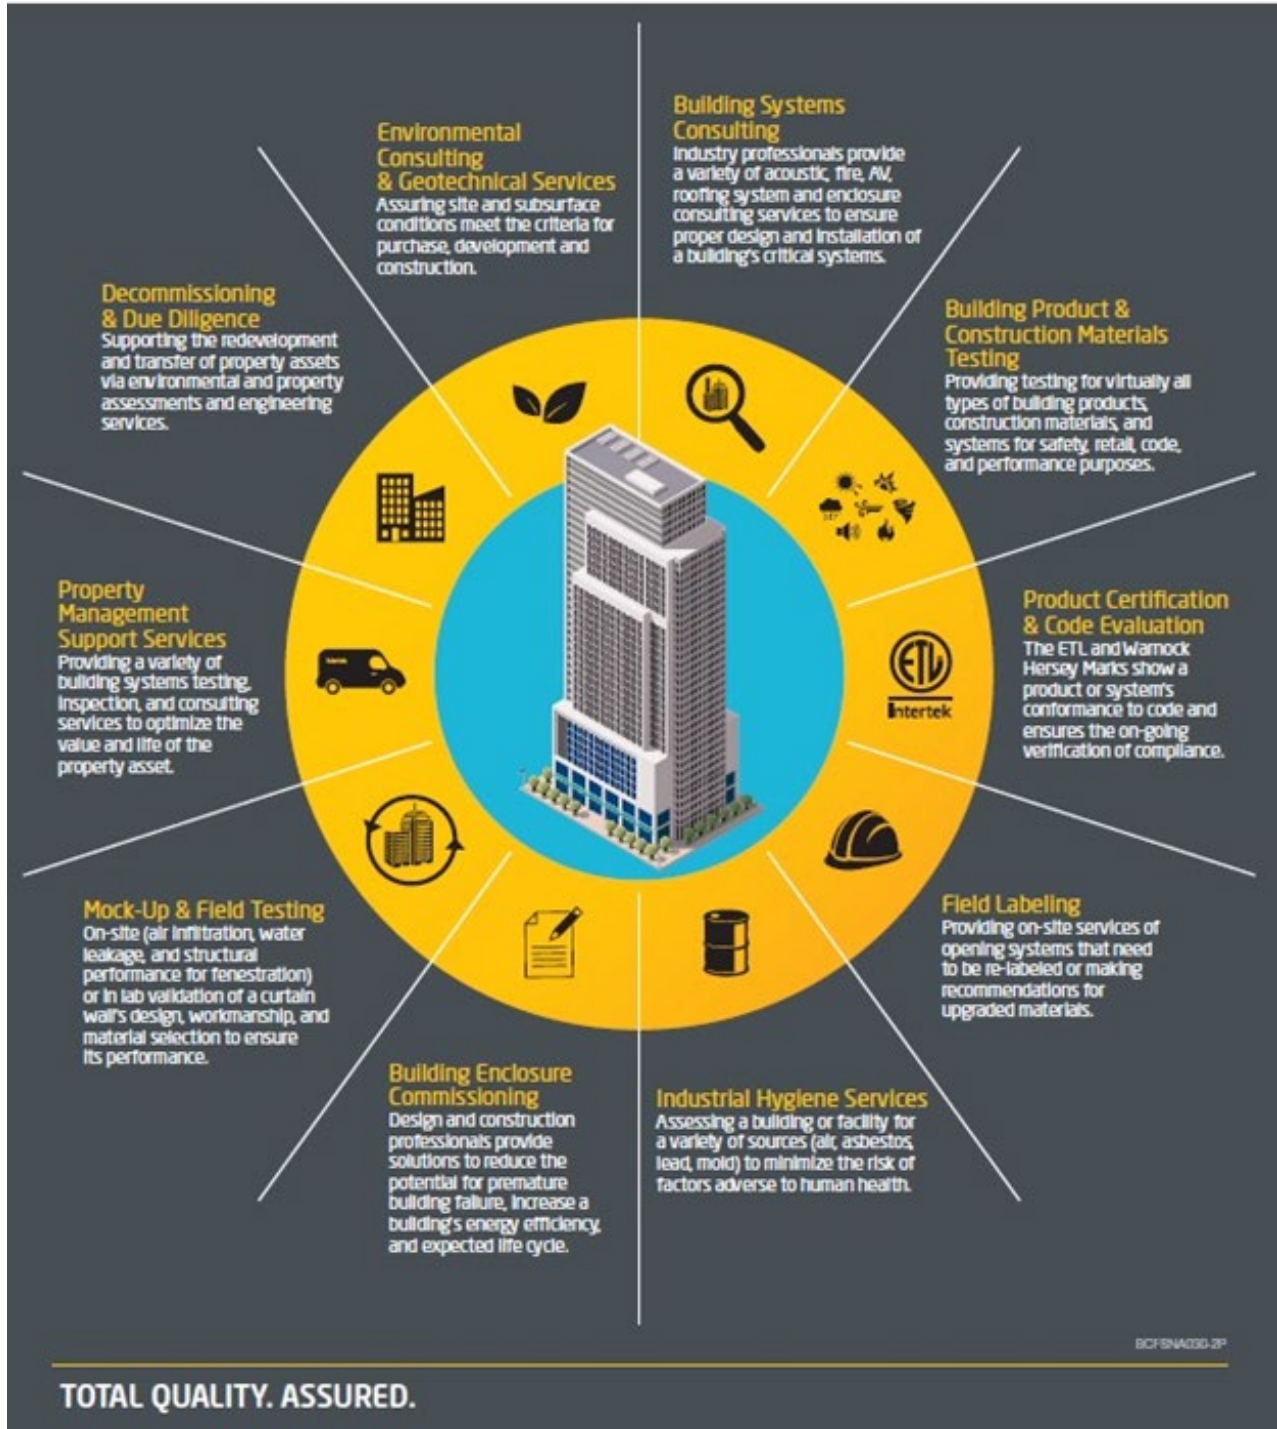 Building Systems
Consulting
Industry professionals provide
a variety of acoustic, fire, AV,
roofing system and enclosure
consulting services to ensure
proper design and installation of
a building's critical systems.
Building Product &
Construction Materials
Testing
Providing testing for virtually all
types of building products,
construction materials, and
systems for safety, retail, code,
and performance purposes.
Product Certification
& Code Evaluation
The ETL and Warnock
Hersey Marks show a
product or system's
conformance to code and
ensures the on-going
verification of compliance.
Field Labeling
Providing on-site services of
opening systems that need
to be re-labeled or making
recommendations for
upgraded materials.
Industrial Hygiene Services
Assessing a building or facility for
a variety of sources (air, asbestos,
lead, mold) to minimize the risk of
factors adverse to human health.
Building Enclosure
Commissioning
Design and construction
professionals provide
solutions to reduce the
potential for premature
building failure, increase a
building's energy efficiency,
and expected life cycle.
Mock-Up & Field Testing
On-site (air infiltration, water
leakage, and structural
performance for fenestration)
or in lab validation of a curtain
wall's design, workmanship, and
material selection to ensure
its performance.
Property
Management
Support Services
Providing a variety of
building systems testing,
inspection, and consulting
services to optimize the
value and life of the
property asset.
Decommissioning
& Due Diligence
Supporting the redevelopment
and transfer of property assets
via environmental and property
assessments and engineering
services.
Environmental
Consulting
& Geotechnical Services
Assuring site and subsurface
conditions meet the criteria for
purchase, development and
construction.
ETL
Intertek
BCFSNA030-2P
TOTAL QUALITY. ASSURED.